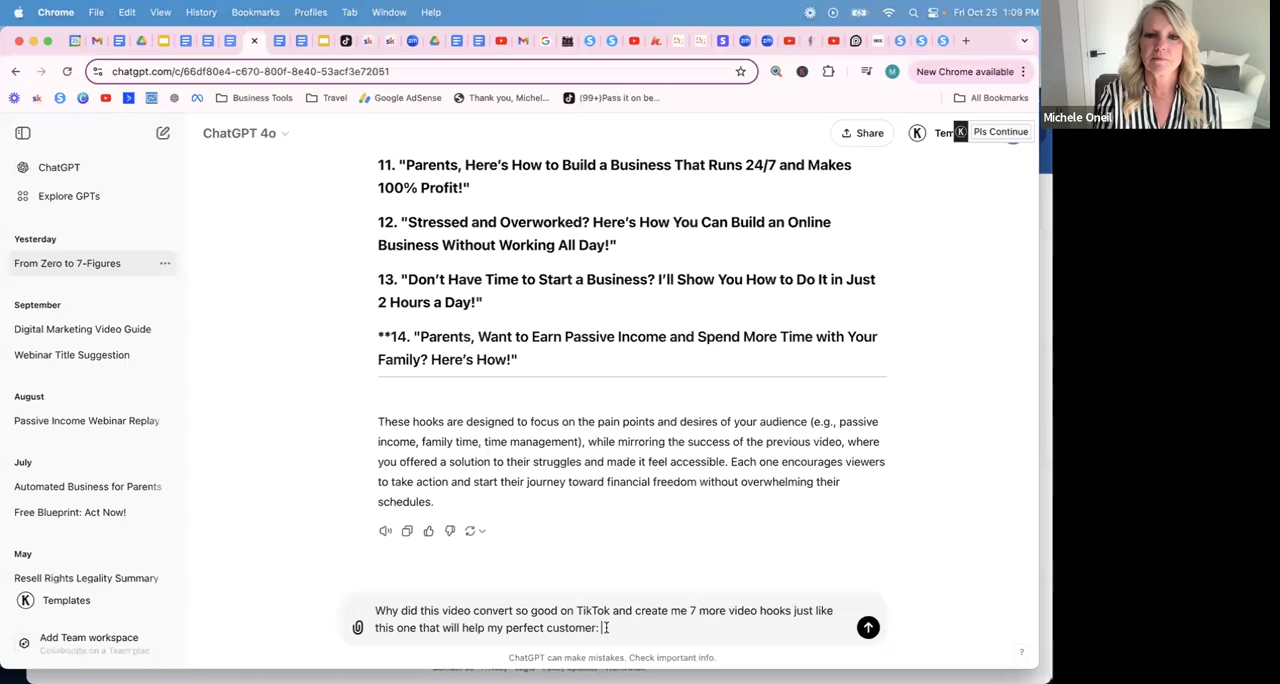 Chrome File Edit View History Bookmarks Profiles Tab Window Help Fri Oct 25 1:09 PM
chatgpt.com/c/66df80e4-c670-800f-8e40-53acf3e72051 New Chrome available
Business Tools Travel Google AdSense Thank you, Michel... (99+)Pass it on be... All Bookmarks
Michele Oneil
ChatGPT 4o Share Tem Pls Continue
ChatGPT
Explore GPTs
Yesterday
From Zero to 7-Figures
September
Digital Marketing Video Guide
Webinar Title Suggestion
August
Passive Income Webinar Replay
July
Automated Business for Parents
Free Blueprint: Act Now!
May
Resell Rights Legality Summary
Templates
Add Team workspace
Collaborate on a Team plan
11. "Parents, Here's How to Build a Business That Runs 24/7 and Makes
100% Profit!"
12. "Stressed and Overworked? Here's How You Can Build an Online
Business Without Working All Day!"
13. "Don't Have Time to Start a Business? I'll Show You How to Do It in Just
2 Hours a Day!"
**14. "Parents, Want to Earn Passive Income and Spend More Time with Your
Family? Here's How!"
These hooks are designed to focus on the pain points and desires of your audience (e.g., passive
income, family time, time management), while mirroring the success of the previous video, where
you offered a solution to their struggles and made it feel accessible. Each one encourages viewers
to take action and start their journey toward financial freedom without overwhelming their
schedules.
Why did this video convert so good on TikTok and create me 7 more video hooks just like
this one that will help my perfect customer:
ChatGPT can make mistakes. Check important info.
?